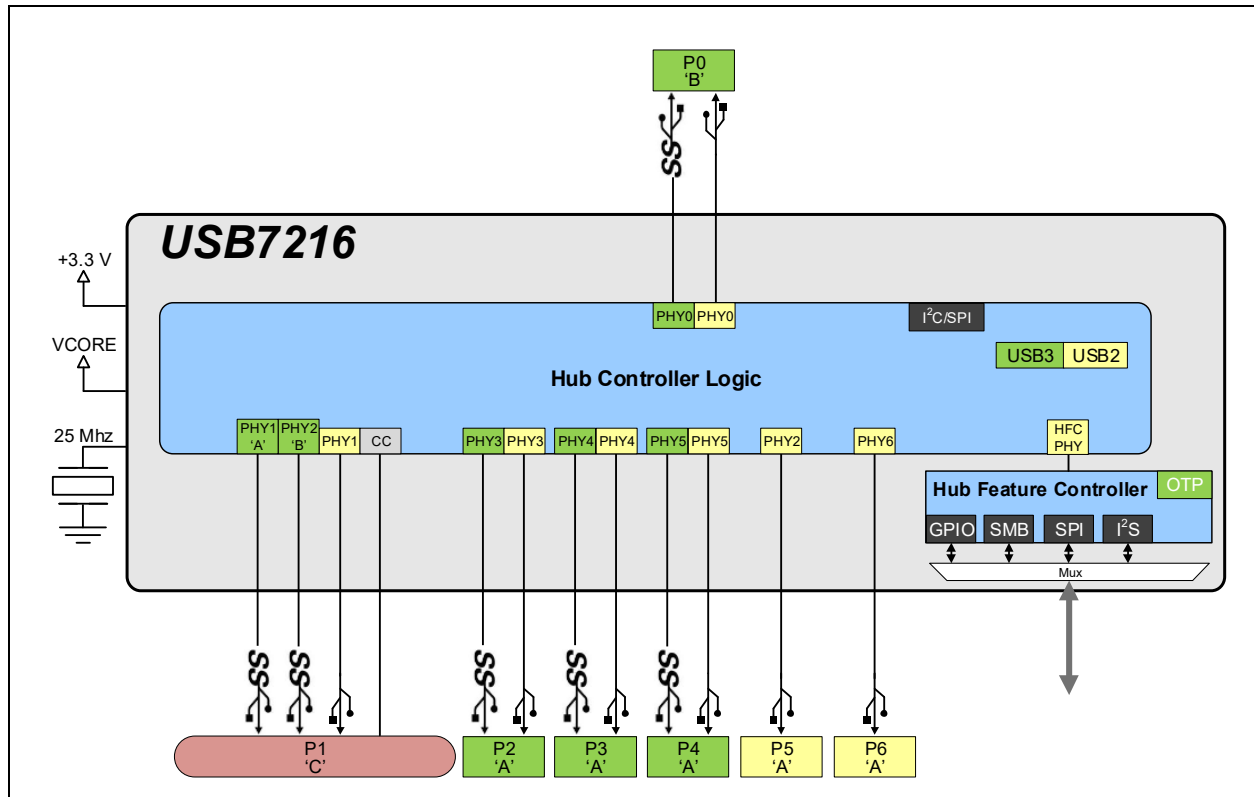 P0
‘B’
SS
USB7216
+3.3 V
VCORE
25 Mhz
PHY0 PHY0
I²C/SPI
USB3 USB2
Hub Controller Logic
PHY1 ‘A’
PHY2 ‘B’
PHY1
CC
PHY3 PHY3
PHY4 PHY4
PHY5 PHY5
PHY2
PHY6
HFC PHY
Hub Feature Controller
OTP
GPIO
SMB
SPI
I²S
Mux
SS
SS
SS
SS
SS
P1
‘C’
P2
‘A’
P3
‘A’
P4
‘A’
P5
‘A’
P6
‘A’